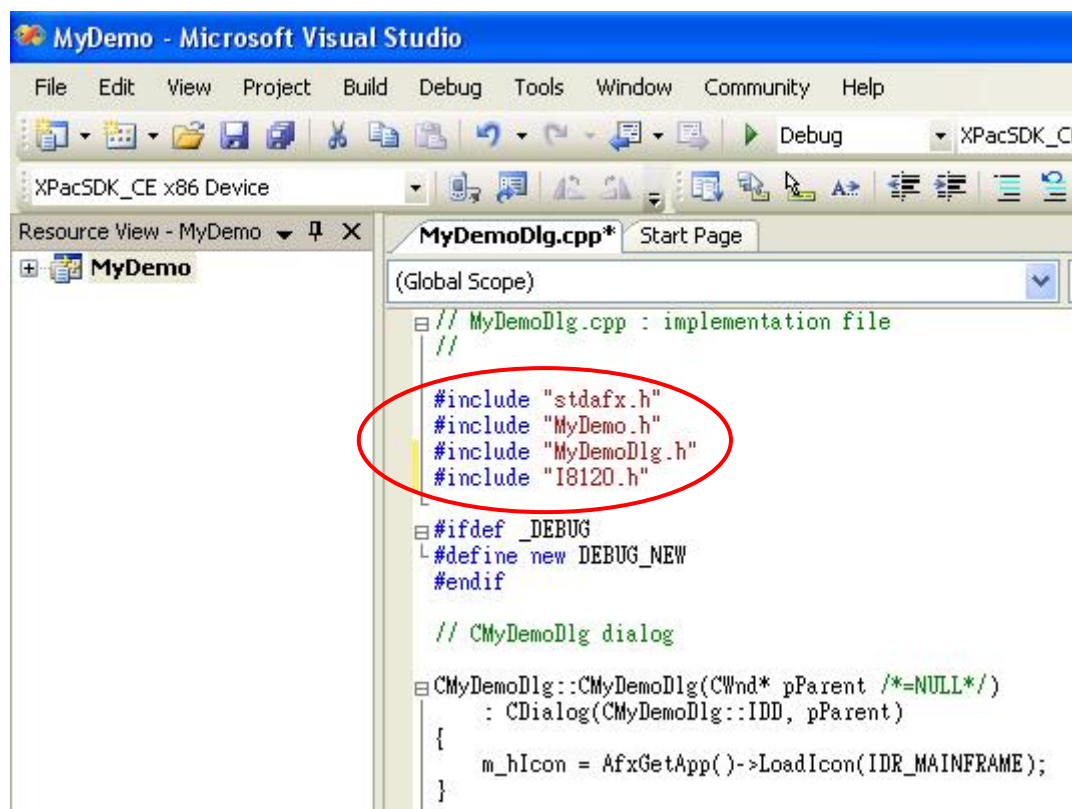 MyDemo - Microsoft Visual Studio
File Edit View Project Build Debug Tools Window Community Help
Debug XPacSDK_C
XPacSDK_CE x86 Device
Resource View - MyDemo
MyDemoDlg.cpp* Start Page
MyDemo
(Global Scope)
// MyDemoDlg.cpp : implementation file
//
#include "stdafx.h"
#include "MyDemo.h"
#include "MyDemoDlg.h"
#include "I8120.h"
#ifdef _DEBUG
#define new DEBUG_NEW
#endif
// CMyDemoDlg dialog
CMyDemoDlg::CMyDemoDlg(CWnd* pParent /*=NULL*/)
: CDialog(CMyDemoDlg::IDD, pParent)
{
m_hIcon = AfxGetApp()->LoadIcon(IDR_MAINFRAME);
}